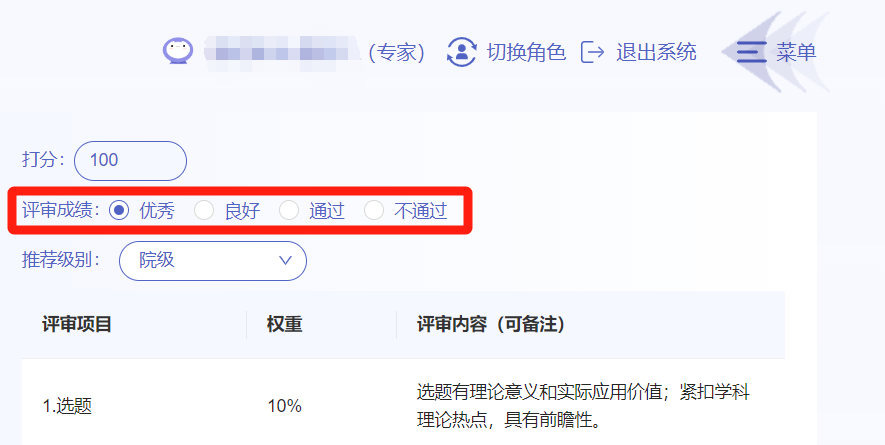 (专家) 切换角色 退出系统 菜单
打分： 100
评审成绩： 优秀 良好 通过 不通过
推荐级别： 院级
评审项目 权重 评审内容（可备注）
1.选题 10% 选题有理论意义和实际应用价值；紧扣学科
理论热点，具有前瞻性。